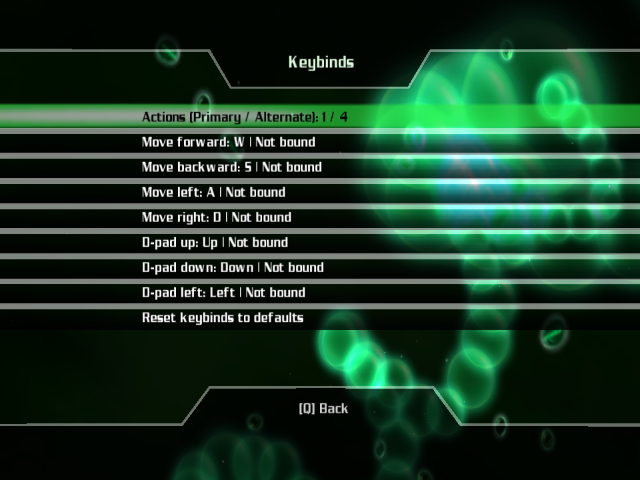 Keybinds
Actions (Primary / Alternate): 1 / 4
Move forward: W | Not bound
Move backward: S | Not bound
Move left: A | Not bound
Move right: D | Not bound
D-pad up: Up | Not bound
D-pad down: Down | Not bound
D-pad left: Left | Not bound
Reset keybinds to defaults
[Q] Back